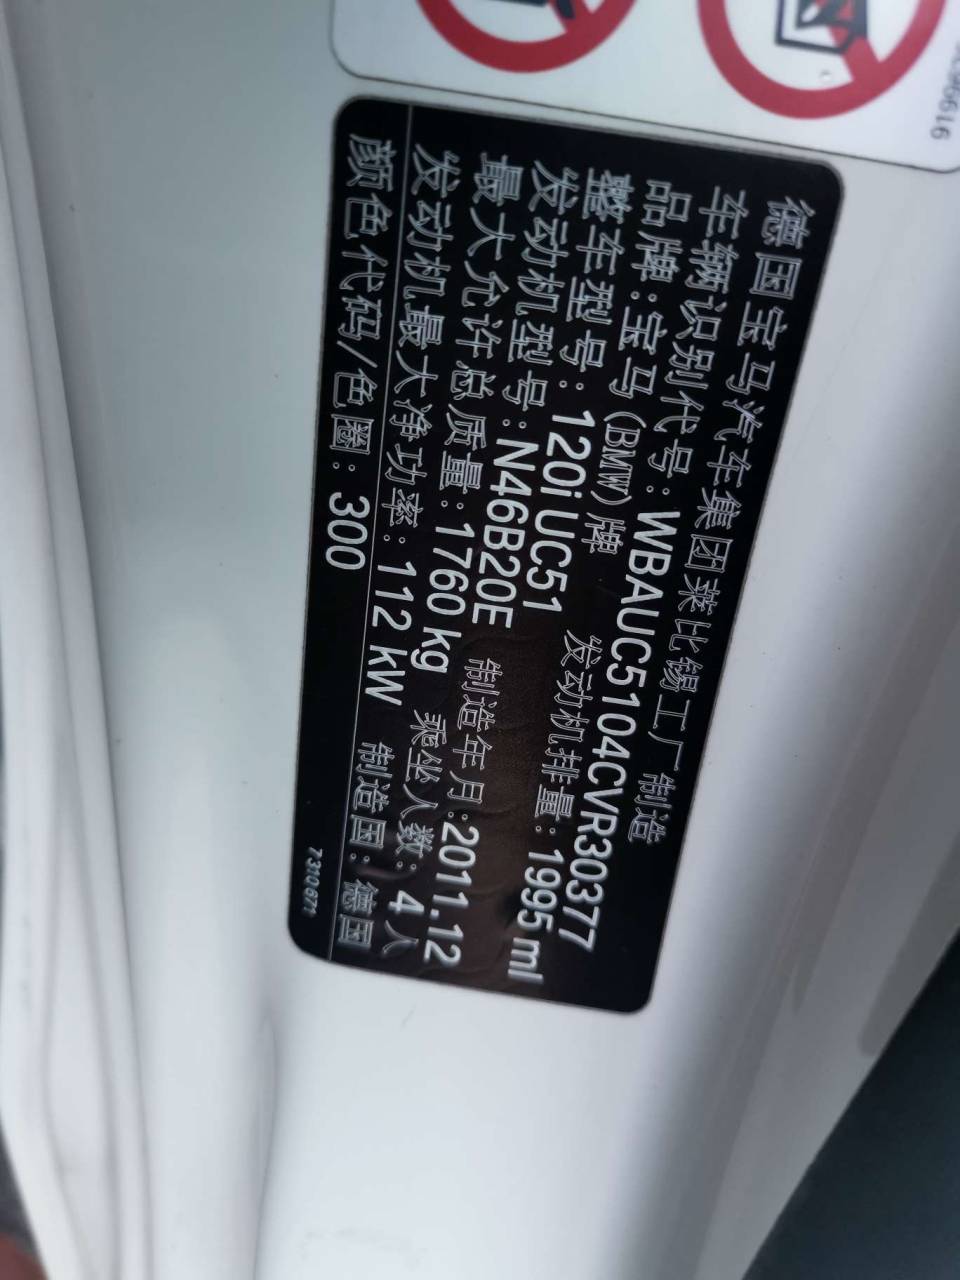 9199916
德国宝马汽车集团莱比锡工厂 制造
车辆识别代号:WBAUC5104CVR30377
品牌:宝马(BMW)牌 发动机排量:1995 ml
整车型号:120i UC51
发动机型号:N46B20E 制造年月:2011.12
最大允许总质量:1760 kg 乘坐人数:4人
发动机最大净功率:112 kW 制造国:德国
颜色代码/色圈:300
7310671